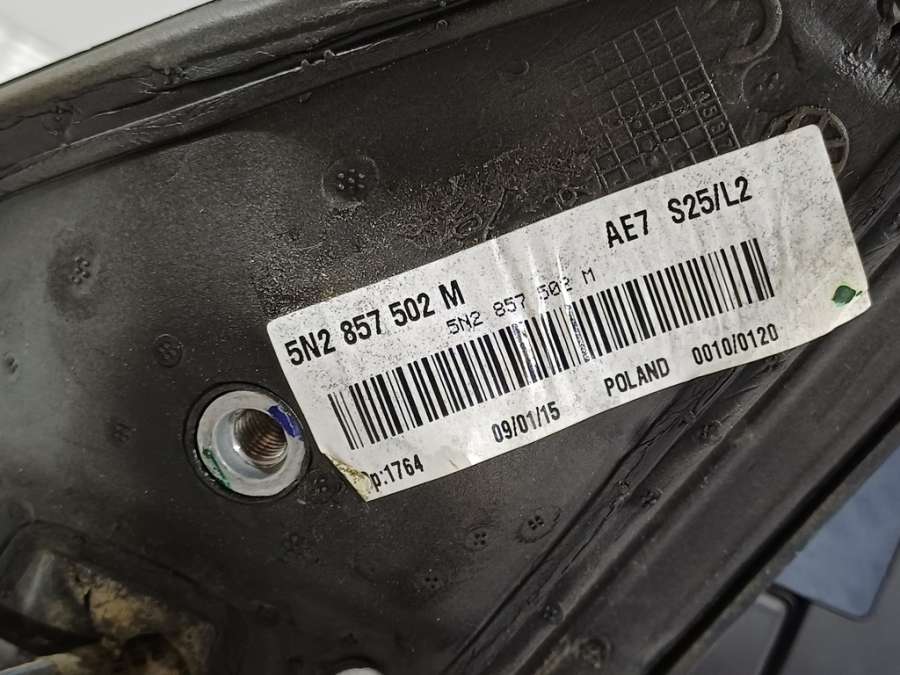 AE7 S25/L2
5N2 857 502 M
5N2 857 502 M
09/01/15 POLAND 0010/0120
p:1764